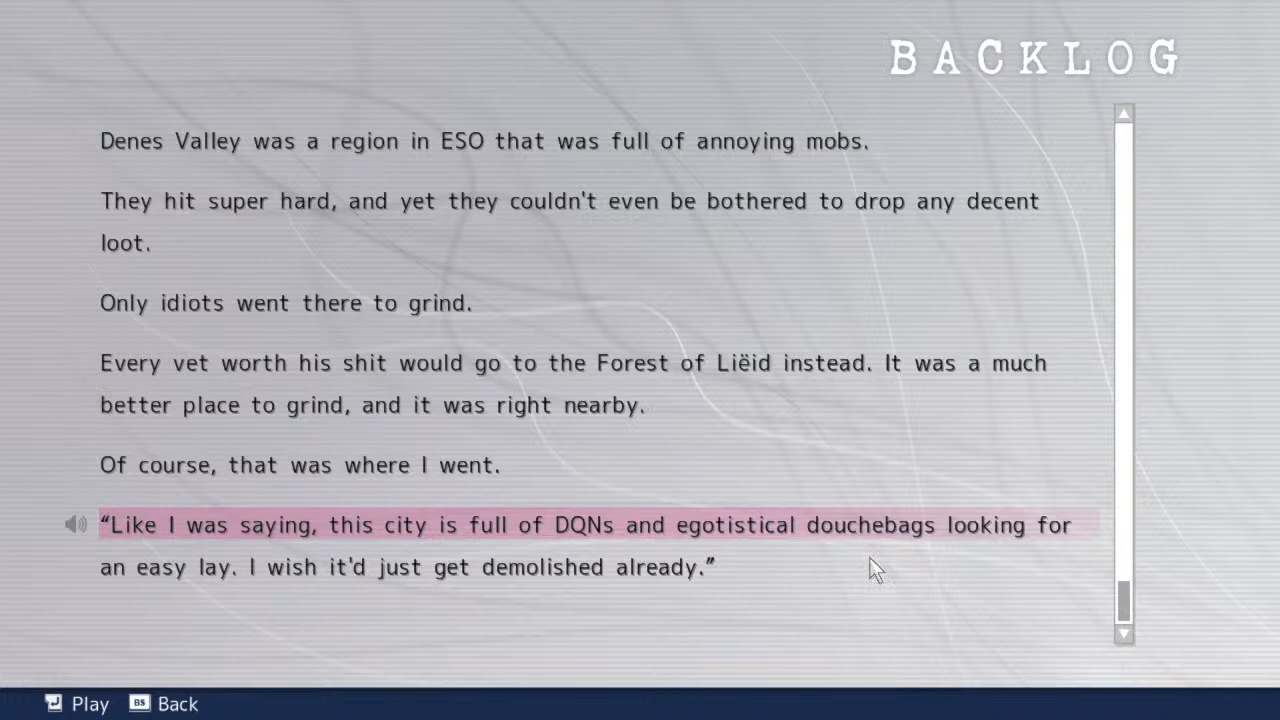 BACKLOG
Denes Valley was a region in ESO that was full of annoying mobs.
They hit super hard, and yet they couldn't even be bothered to drop any decent
loot.
Only idiots went there to grind.
Every vet worth his shit would go to the Forest of Liëid instead. It was a much
better place to grind, and it was right nearby.
Of course, that was where I went.
“Like I was saying, this city is full of DQNs and egotistical douchebags looking for
an easy lay. I wish it'd just get demolished already.”
Play BS Back